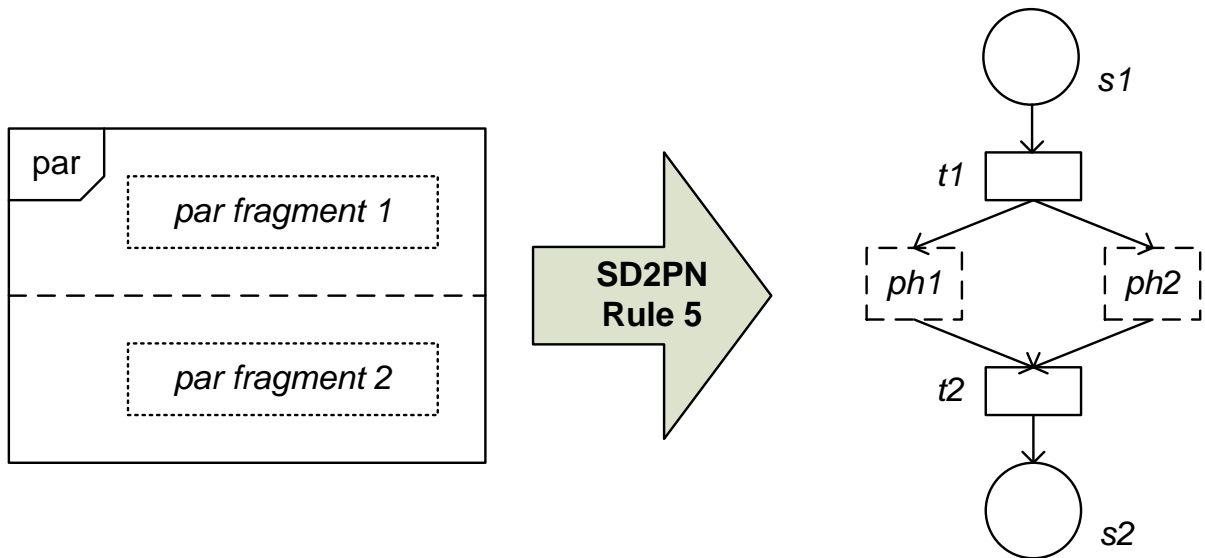 par
par fragment 1
par fragment 2
SD2PN
Rule 5
s1
t1
ph1
ph2
t2
s2